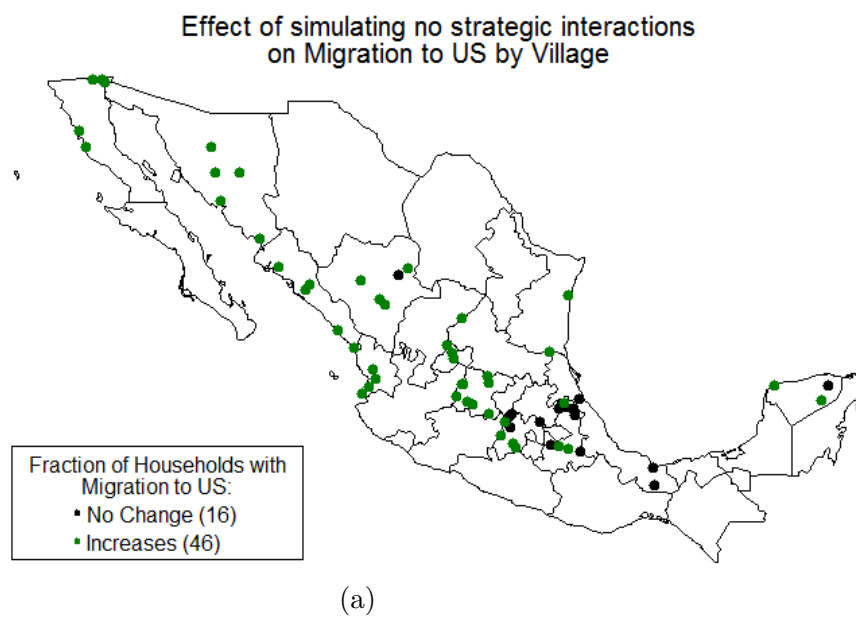 Effect of simulating no strategic interactions
on Migration to US by Village
Fraction of Households with
Migration to US:
No Change (16)
Increases (46)
(a)